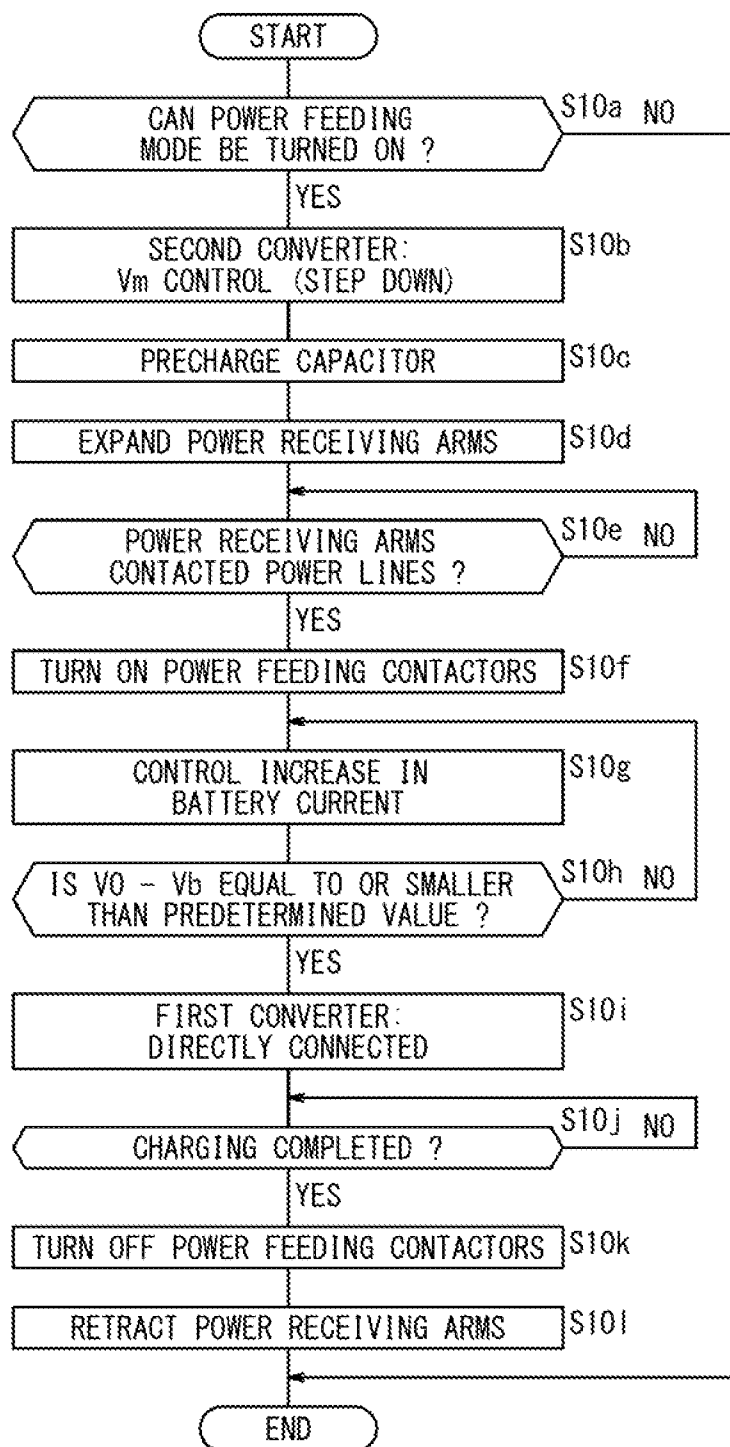 START
CAN POWER FEEDING
MODE BE TURNED ON ?
S10a NO
YES
SECOND CONVERTER:
Vm CONTROL (STEP DOWN)
S10b
PRECHARGE CAPACITOR
S10c
EXPAND POWER RECEIVING ARMS
S10d
POWER RECEIVING ARMS
CONTACTED POWER LINES ?
S10e NO
YES
TURN ON POWER FEEDING CONTACTORS
S10f
CONTROL INCREASE IN
BATTERY CURRENT
S10g
IS V0 - Vb EQUAL TO OR SMALLER
THAN PREDETERMINED VALUE ?
S10h NO
YES
FIRST CONVERTER:
DIRECTLY CONNECTED
S10i
CHARGING COMPLETED ?
S10j NO
YES
TURN OFF POWER FEEDING CONTACTORS
S10k
RETRACT POWER RECEIVING ARMS
S10l
END